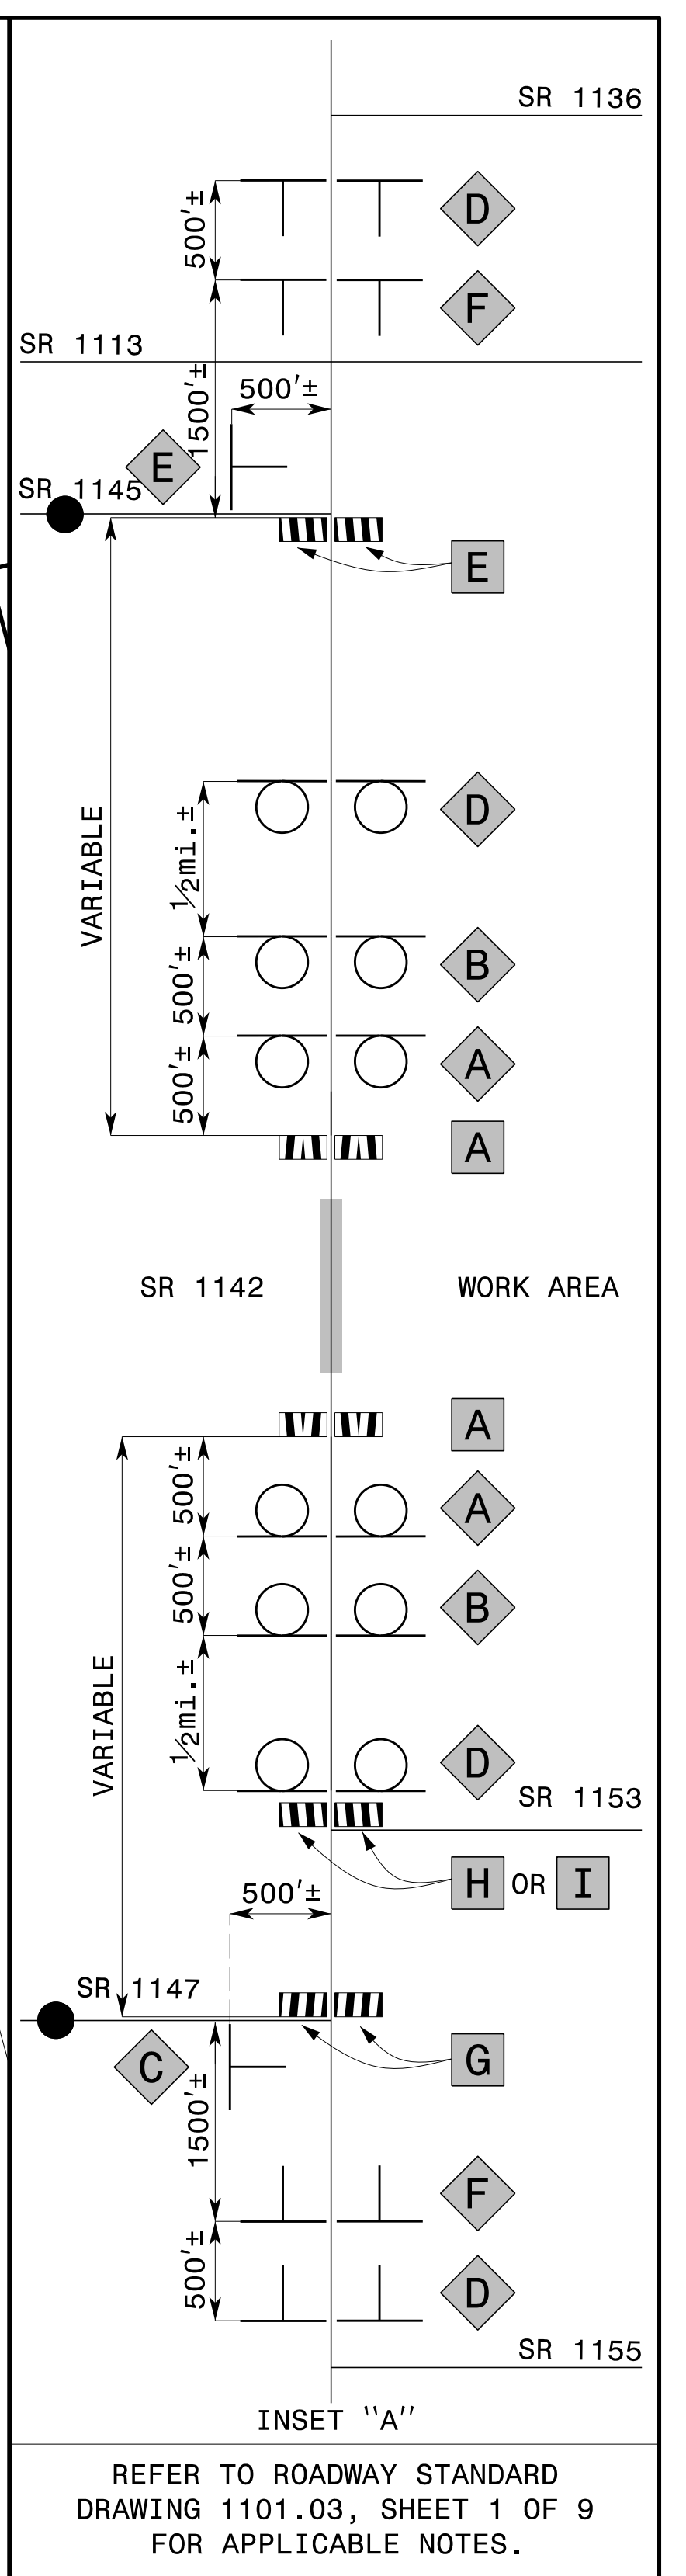 SR 1136
500'±
D
F
SR 1113
1500'±
500'±
E
SR 1145
E
VARIABLE
1/2mi.±
D
500'±
B
500'±
A
A
SR 1142
WORK AREA
A
500'±
A
500'±
B
VARIABLE
1/2mi.±
D
SR 1153
H OR I
500'±
SR 1147
C
G
1500'±
F
500'±
D
SR 1155
INSET "A"
REFER TO ROADWAY STANDARD
DRAWING 1101.03, SHEET 1 OF 9
FOR APPLICABLE NOTES.